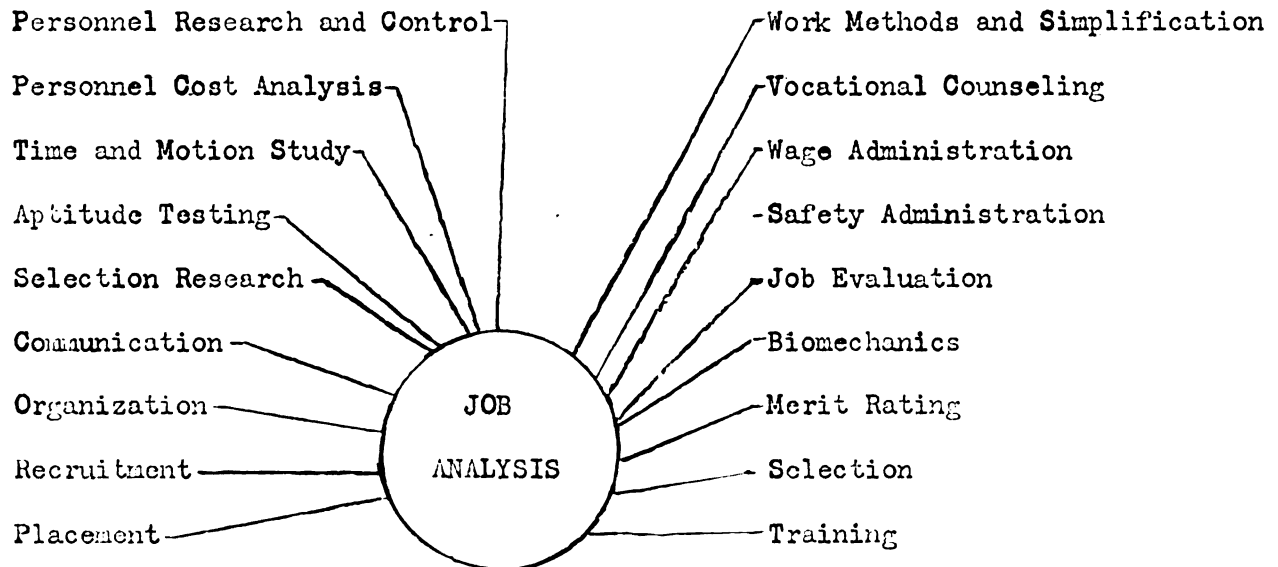 Personnel Research and Control
Personnel Cost Analysis
Time and Motion Study
Aptitude Testing
Selection Research
Communication
Organization
Recruitment
Placement
JOB
ANALYSIS
Work Methods and Simplification
Vocational Counseling
Wage Administration
-Safety Administration
Job Evaluation
Biomechanics
Merit Rating
Selection
Training